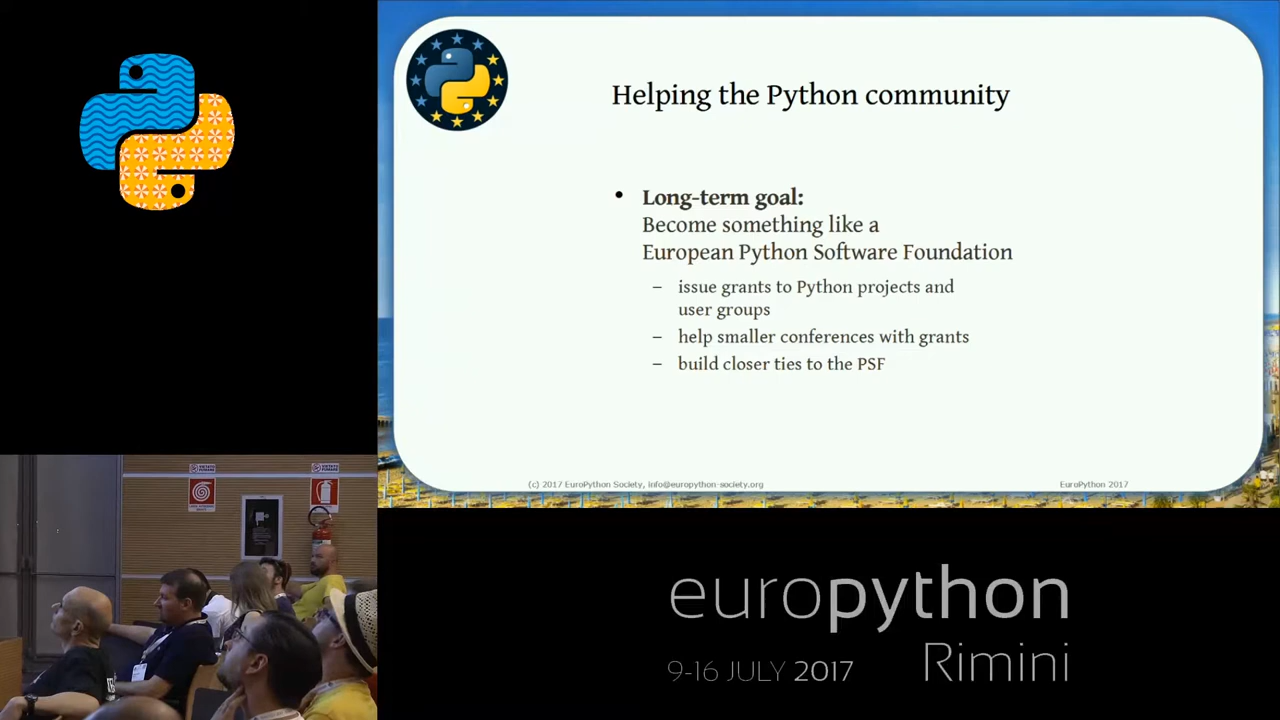 Helping the Python community
• Long-term goal:
Become something like a
European Python Software Foundation
– issue grants to Python projects and
user groups
– help smaller conferences with grants
– build closer ties to the PSF
(c) 2017 EuroPython Society, info@europython-society.org
EuroPython 2017
europython
Rimini
9-16 JULY 2017